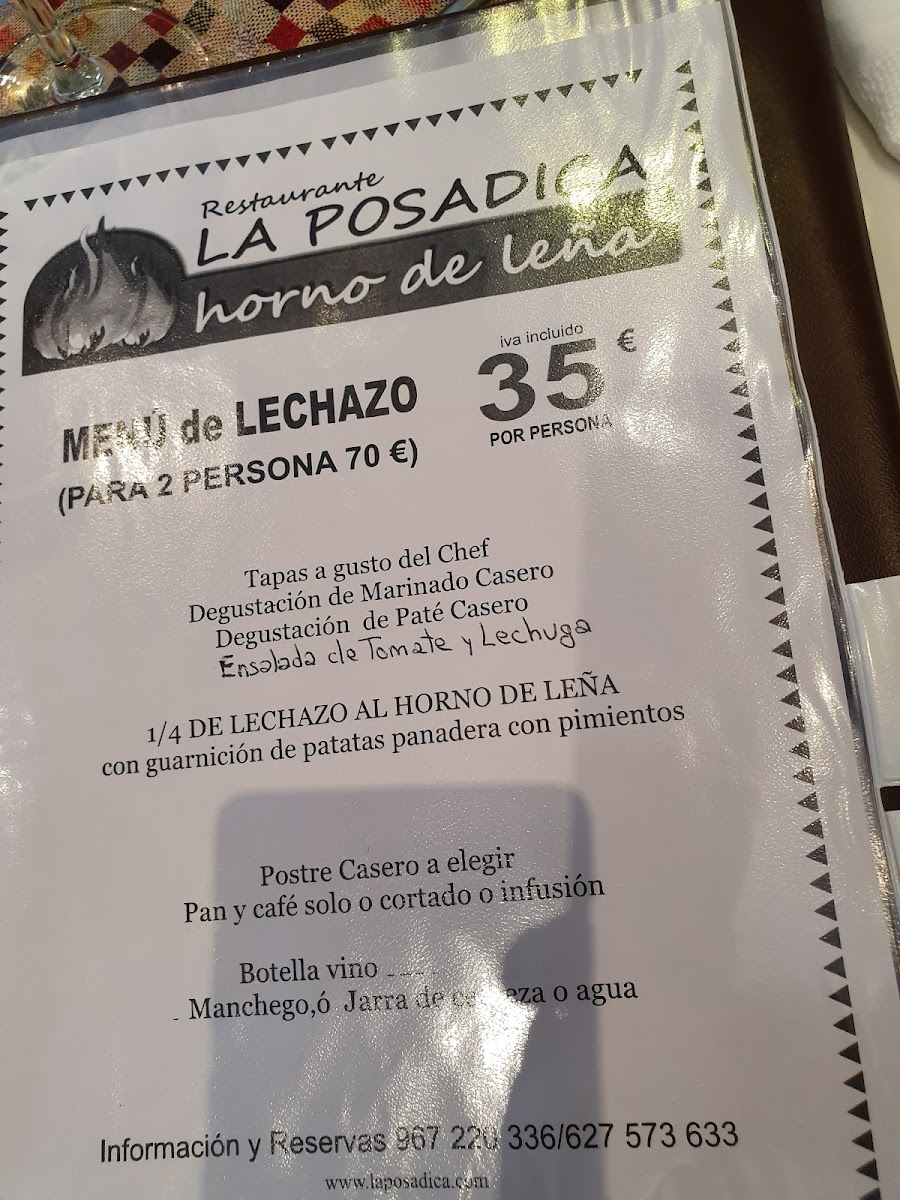 Restaurante
LA POSADICA
horno de leña
iva incluido
35 €
POR PERSONA
MENÚ de LECHAZO
(PARA 2 PERSONA 70 €)
Tapas a gusto del Chef
Degustación de Marinado Casero
Degustación de Paté Casero
Ensalada de Tomate y Lechuga
1/4 DE LECHAZO AL HORNO DE LEÑA
con guarnición de patatas panadera con pimientos
Postre Casero a elegir
Pan y café solo o cortado o infusión
Botella vino
Manchego,ó Jarra de cerveza o agua
Información y Reservas 967 220 336/627 573 633
www.laposadica.com